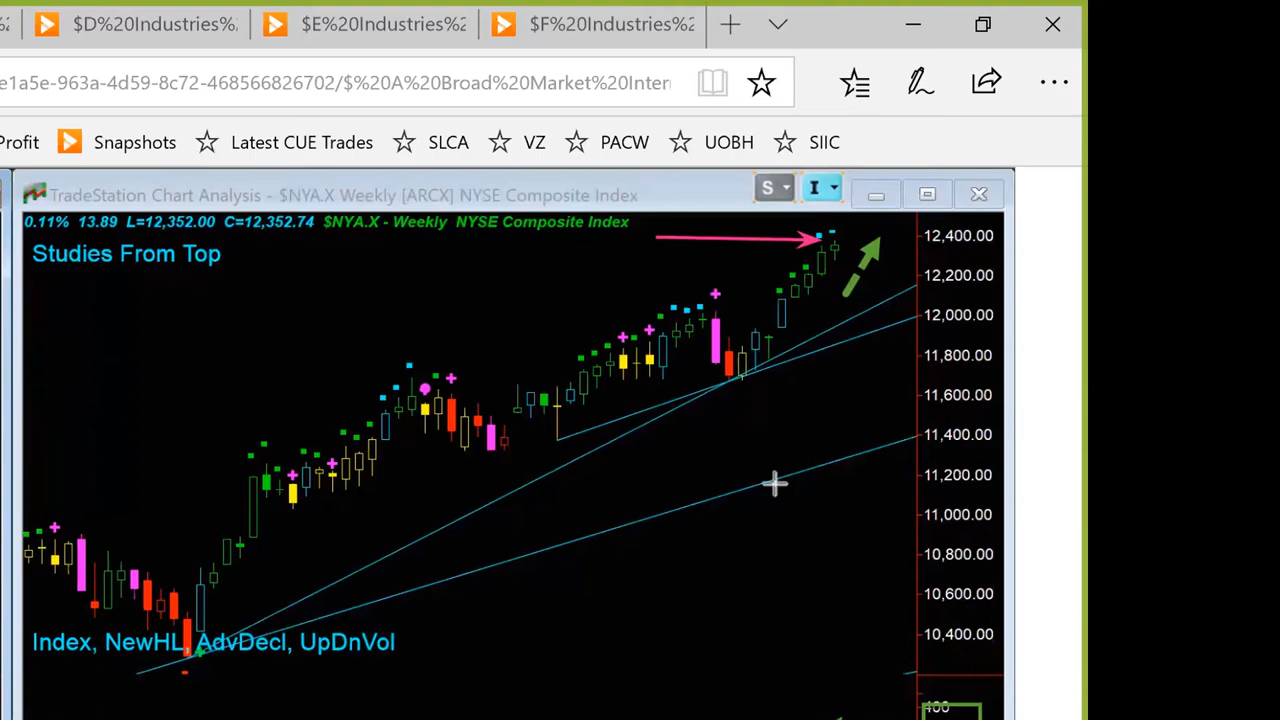 $D%20Industries%. $E%20Industries%2 $F%20Industries%2
e1a5e-963a-4d59-8c72-468566826702/$%20A%20Broad%20Market%20Inter
Profit Snapshots Latest CUE Trades SLCA VZ PACW UOBH SIIC
TradeStation Chart Analysis - $NYA.X Weekly [ARCX] NYSE Composite Index S I
0.11% 13.89 L=12,352.00 C=12,352.74 $NYA.X - Weekly NYSE Composite Index
Studies From Top
12,400.00
12,200.00
12,000.00
11,800.00
11,600.00
11,400.00
11,200.00
11,000.00
10,800.00
10,600.00
10,400.00
Index, NewHL, AdvDecl, UpDnVol
400